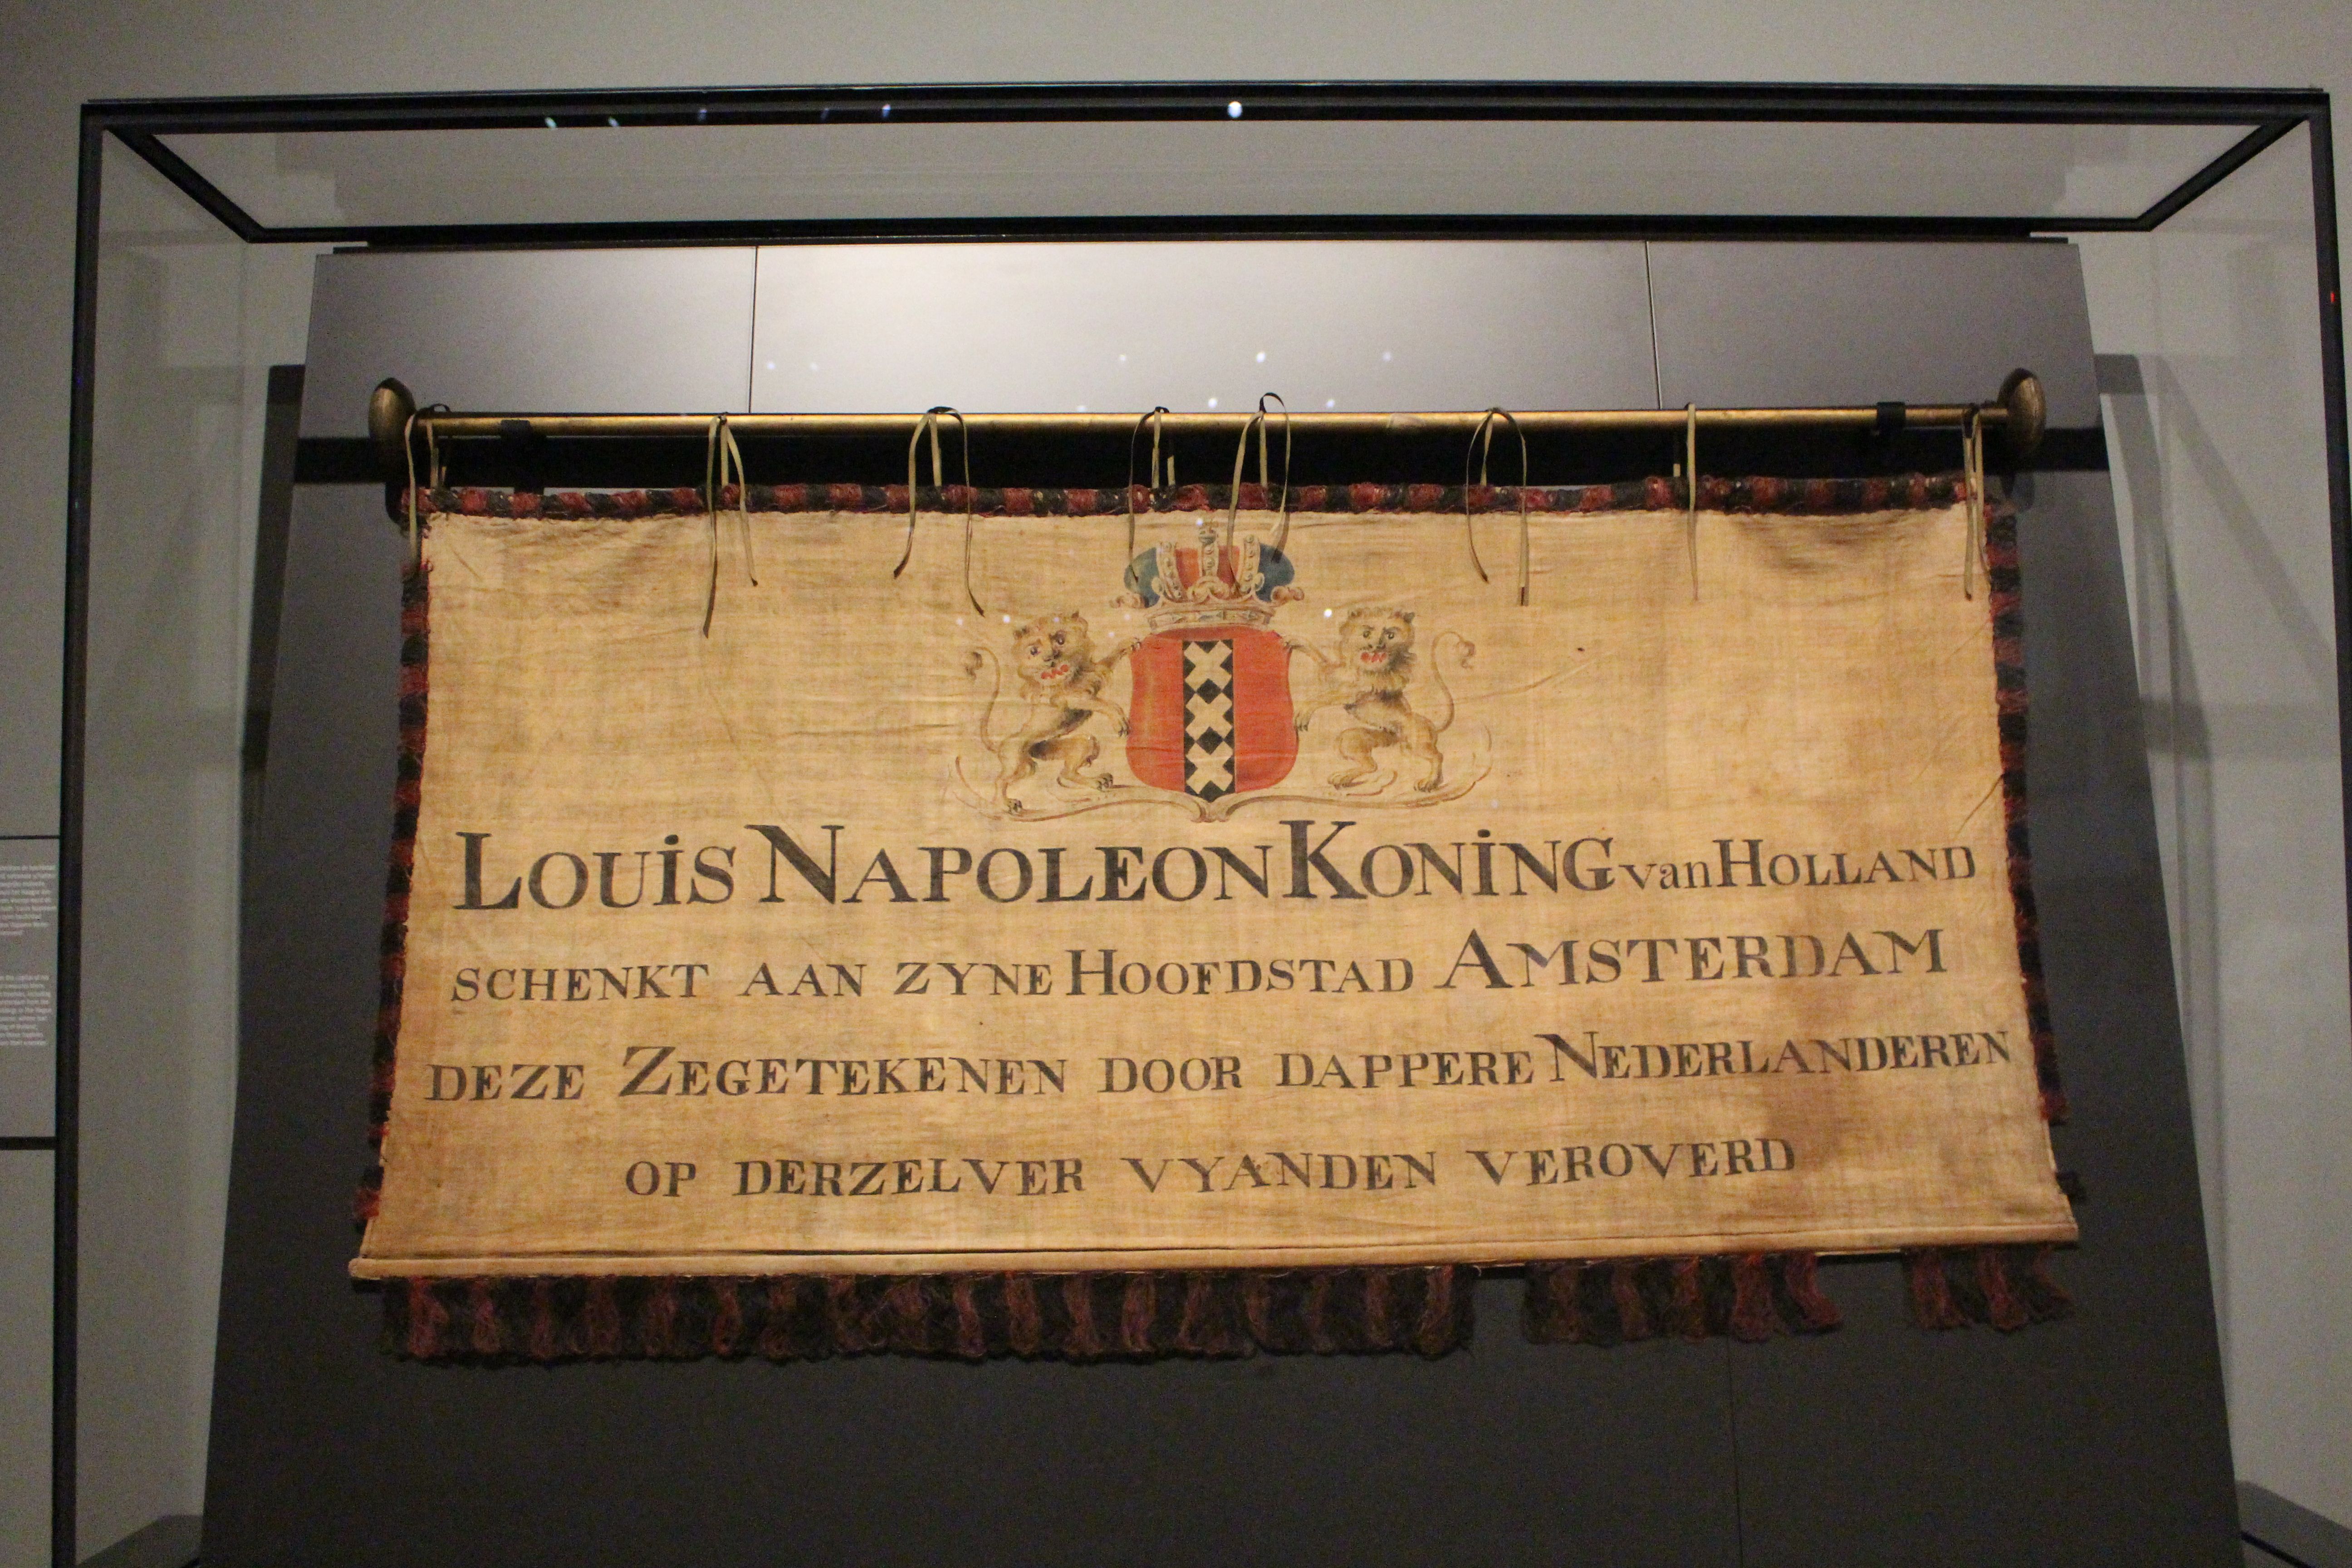 LOUiS NAPOLEON KONiNG van HOLLAND
SCHENKT AAN ZYNE HOOFDSTAD AMSTERDAM
DEZE ZEGETEKENEN DOOR DAPPERE NEDERLANDEREN
OP DERZELVER VYANDEN VEROVERD